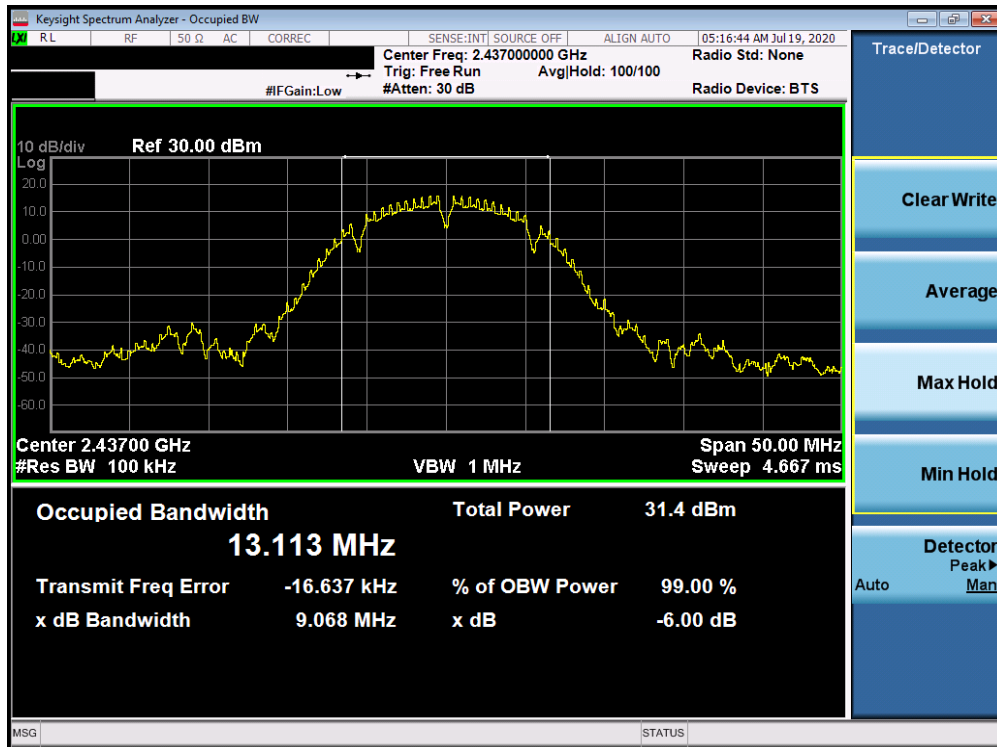 Keysight Spectrum Analyzer - Occupied BW
LXI RL RF 50 Ω AC CORREC SENSE:INT SOURCE OFF ALIGN AUTO 05:16:44 AM Jul 19, 2020
Center Freq: 2.437000000 GHz Radio Std: None
Trig: Free Run Avg|Hold: 100/100
#IFGain:Low #Atten: 30 dB Radio Device: BTS
Trace/Detector
10 dB/div Ref 30.00 dBm
Log
20.0
10.0
0.00
-10.0
-20.0
-30.0
-40.0
-50.0
-60.0
Center 2.43700 GHz Span 50.00 MHz
#Res BW 100 kHz VBW 1 MHz Sweep 4.667 ms
Clear Write
Average
Max Hold
Min Hold
Detector
Peak▶
Auto Man
Occupied Bandwidth Total Power 31.4 dBm
13.113 MHz
Transmit Freq Error -16.637 kHz % of OBW Power 99.00 %
x dB Bandwidth 9.068 MHz x dB -6.00 dB
MSG STATUS